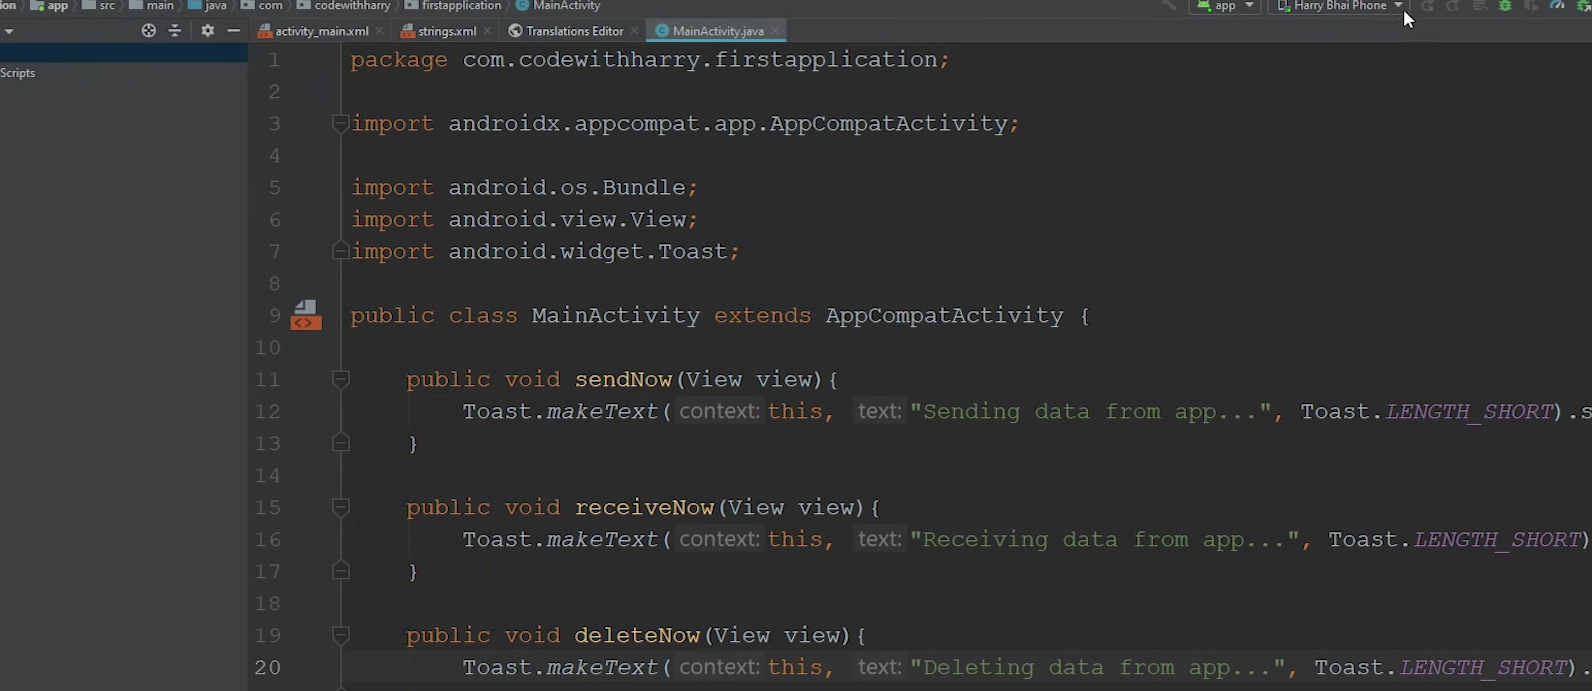 ion app src main java com codewithharry firstapplication MainActivity app Harry Bhai Phone
activity_main.xml strings.xml Translations Editor MainActivity.java
Scripts
1 package com.codewithharry.firstapplication;
2
3 import androidx.appcompat.app.AppCompatActivity;
4
5 import android.os.Bundle;
6 import android.view.View;
7 import android.widget.Toast;
8
9 public class MainActivity extends AppCompatActivity {
10
11 public void sendNow(View view){
12 Toast.makeText( context: this, text: "Sending data from app...", Toast.LENGTH_SHORT).s
13 }
14
15 public void receiveNow(View view){
16 Toast.makeText( context: this, text: "Receiving data from app...", Toast.LENGTH_SHORT)
17 }
18
19 public void deleteNow(View view){
20 Toast.makeText( context: this, text: "Deleting data from app...", Toast.LENGTH_SHORT).